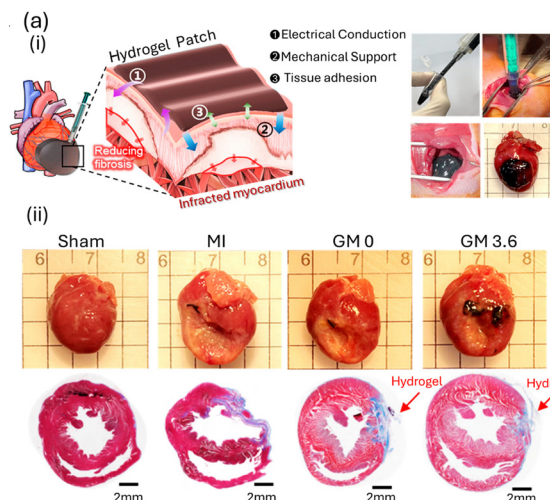 (a)
(i)
Hydrogel Patch
❶ Electrical Conduction
❷ Mechanical Support
❸ Tissue adhesion
①
③
②
Reducing
fibrosis
Infracted myocardium
(ii)
Sham
MI
GM 0
GM 3.6
6 7 8
6 7 8
6 7 8
6 7 8
Hydrogel
Hyd
2mm
2mm
2mm
2mm